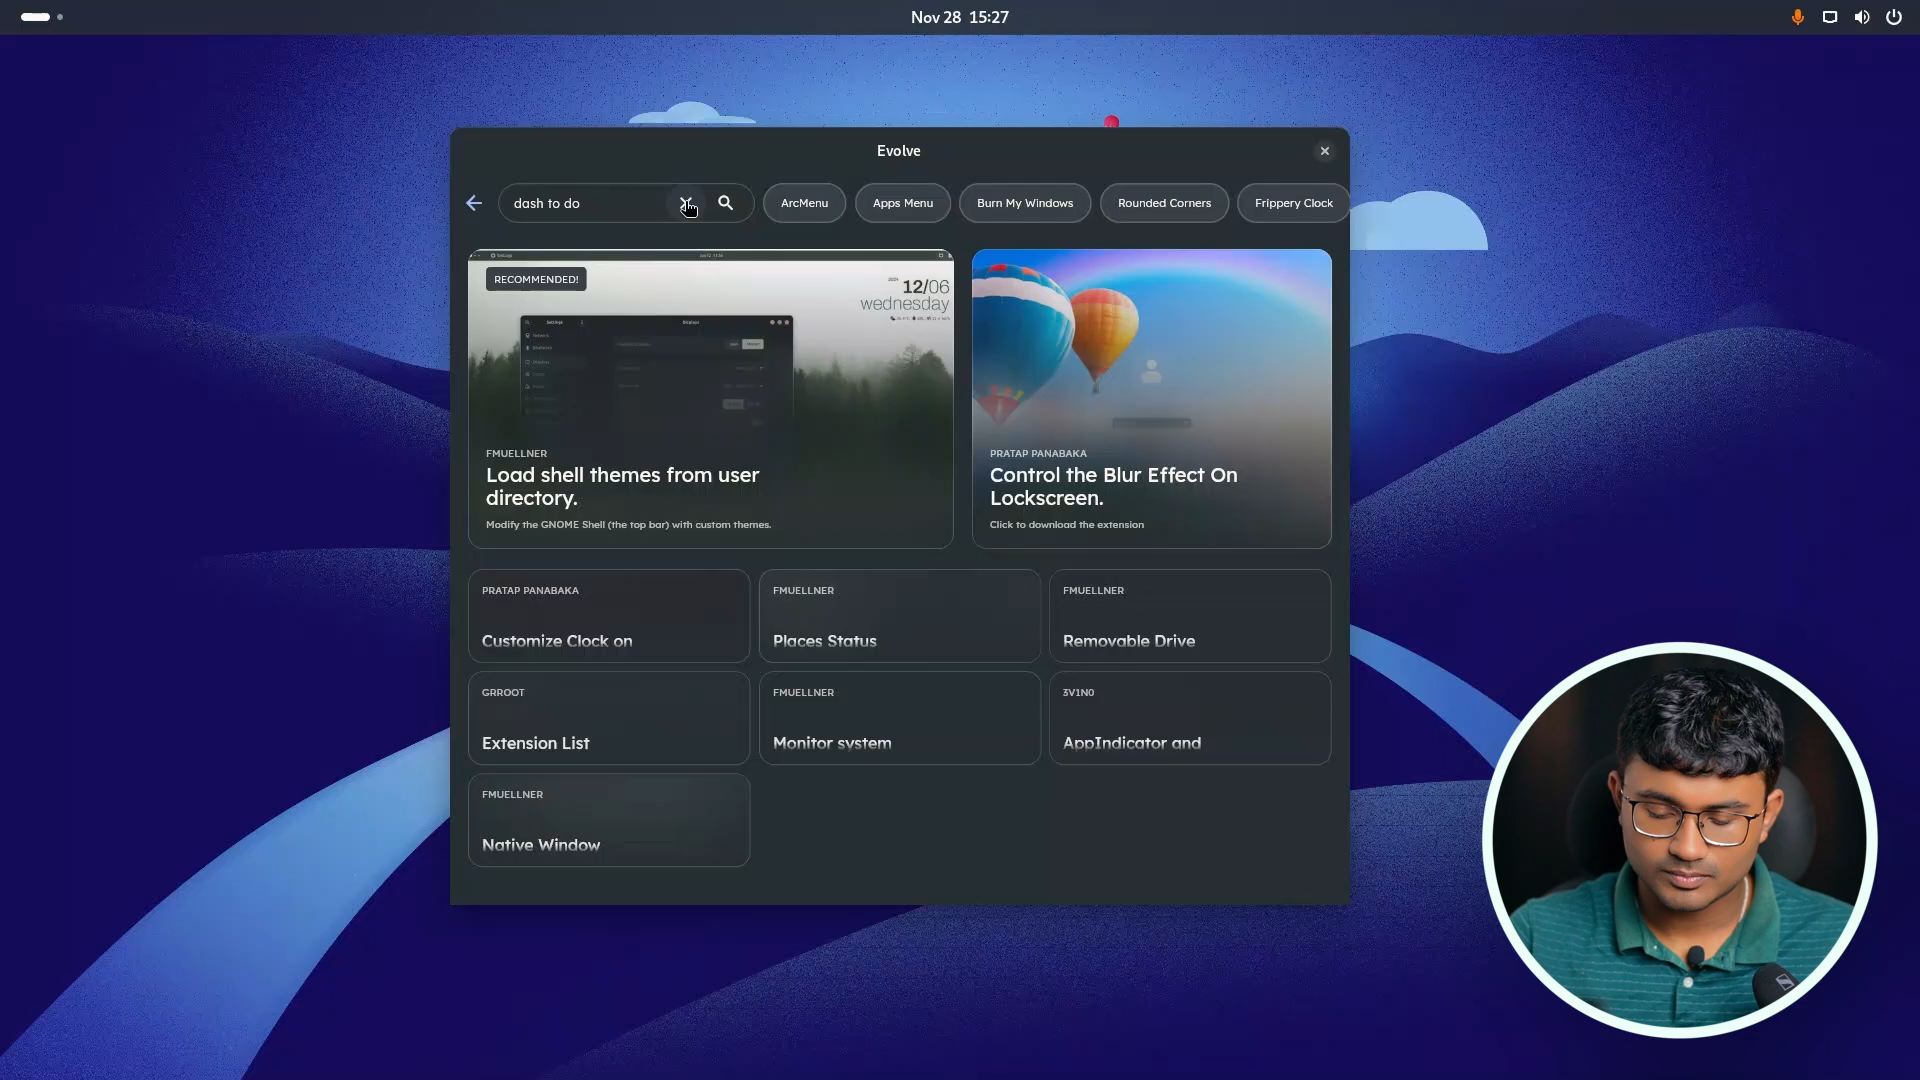 Nov 28 15:27
Evolve
dash to do
ArcMenu
Apps Menu
Burn My Windows
Rounded Corners
Frippery Clock
RECOMMENDED!
12/06
wednesday
Settings
Displays
FMUELLNER
Load shell themes from user
directory.
Modify the GNOME Shell (the top bar) with custom themes.
PRATAP PANABAKA
Control the Blur Effect On
Lockscreen.
Click to download the extension
PRATAP PANABAKA
Customize Clock on
FMUELLNER
Places Status
FMUELLNER
Removable Drive
GRROOT
Extension List
FMUELLNER
Monitor system
3V1N0
AppIndicator and
FMUELLNER
Native Window